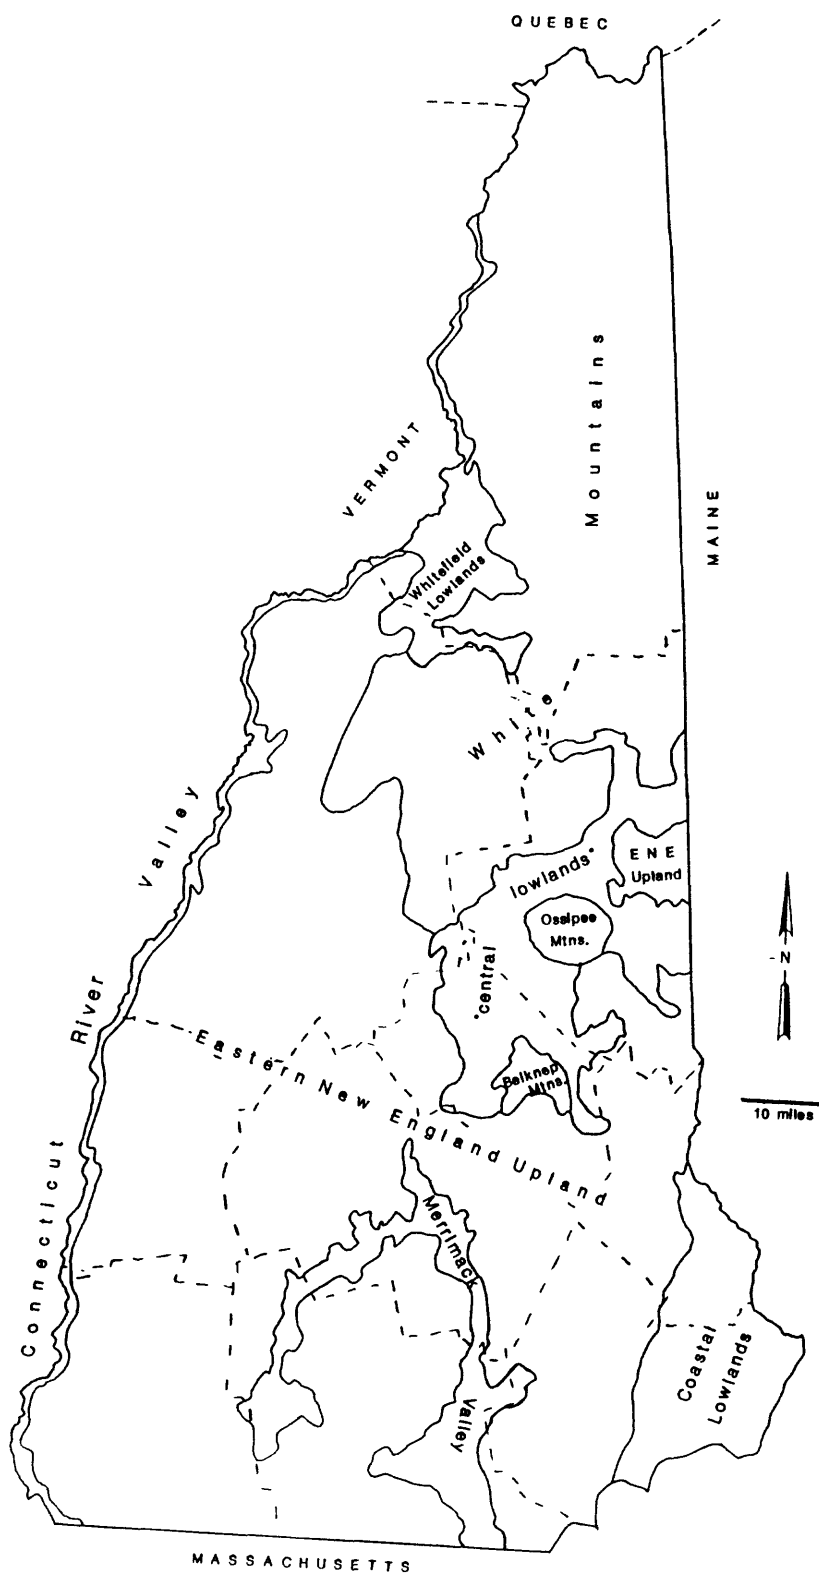 QUEBEC
VERMONT
MAINE
Mountains
Whitefield
Lowlands
White
Valley
River
Connecticut
"central
lowlands"
ENE
Upland
Ossipee
Mtns.
N
Belknap
Mtns.
10 miles
Eastern New England Upland
Merrimack
Valley
Coastal
Lowlands
MASSACHUSETTS